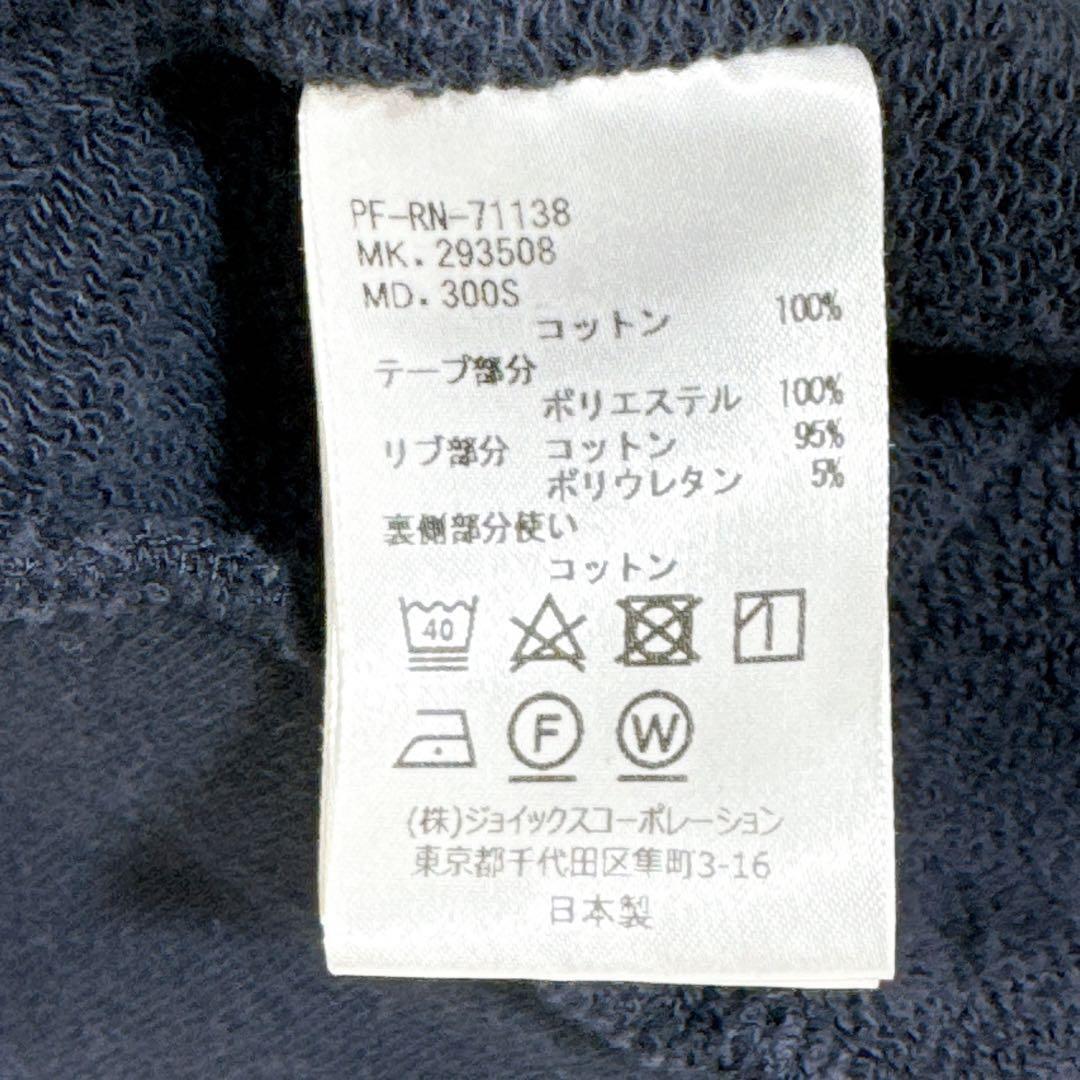 PF-RN-71138
MK.293508
MD.300S
コットン 100%
テープ部分
ポリエステル 100%
リブ部分 コットン 95%
ポリウレタン 5%
裏側部分使い
コットン
40
F
W
(株)ジョイックスコーポレーション
東京都千代田区隼町3-16
日本製